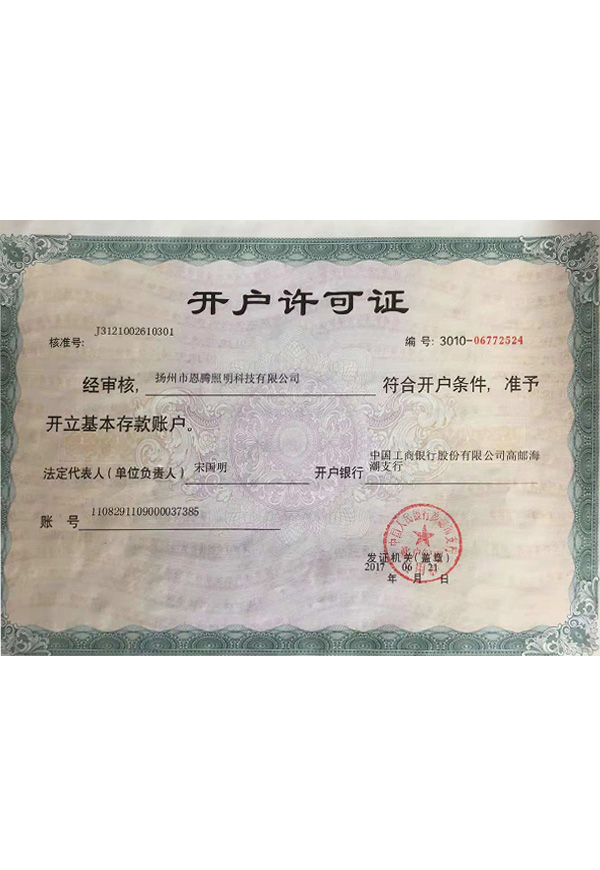 开户许可证
核准号: J3121002610301 编号: 3010-06772524
经审核, 扬州市恩腾照明科技有限公司 符合开户条件, 准予
开立基本存款账户。
法定代表人(单位负责人) 宋国明 开户银行 中国工商银行股份有限公司高邮海
潮支行
账号 1108291109000037385
发证机关(盖章)
2017 06 21
年 月 日